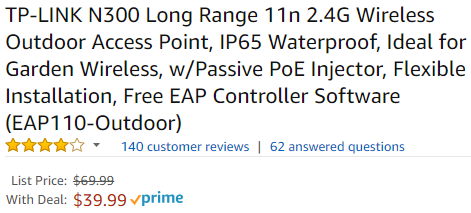 TP-LINK N300 Long Range 11n 2.4G Wireless
Outdoor Access Point, IP65 Waterproof, Ideal for
Garden Wireless, w/Passive PoE Injector, Flexible
Installation, Free EAP Controller Software
(EAP110-Outdoor)
140 customer reviews | 62 answered questions
List Price: $69.99
With Deal: $39.99 prime